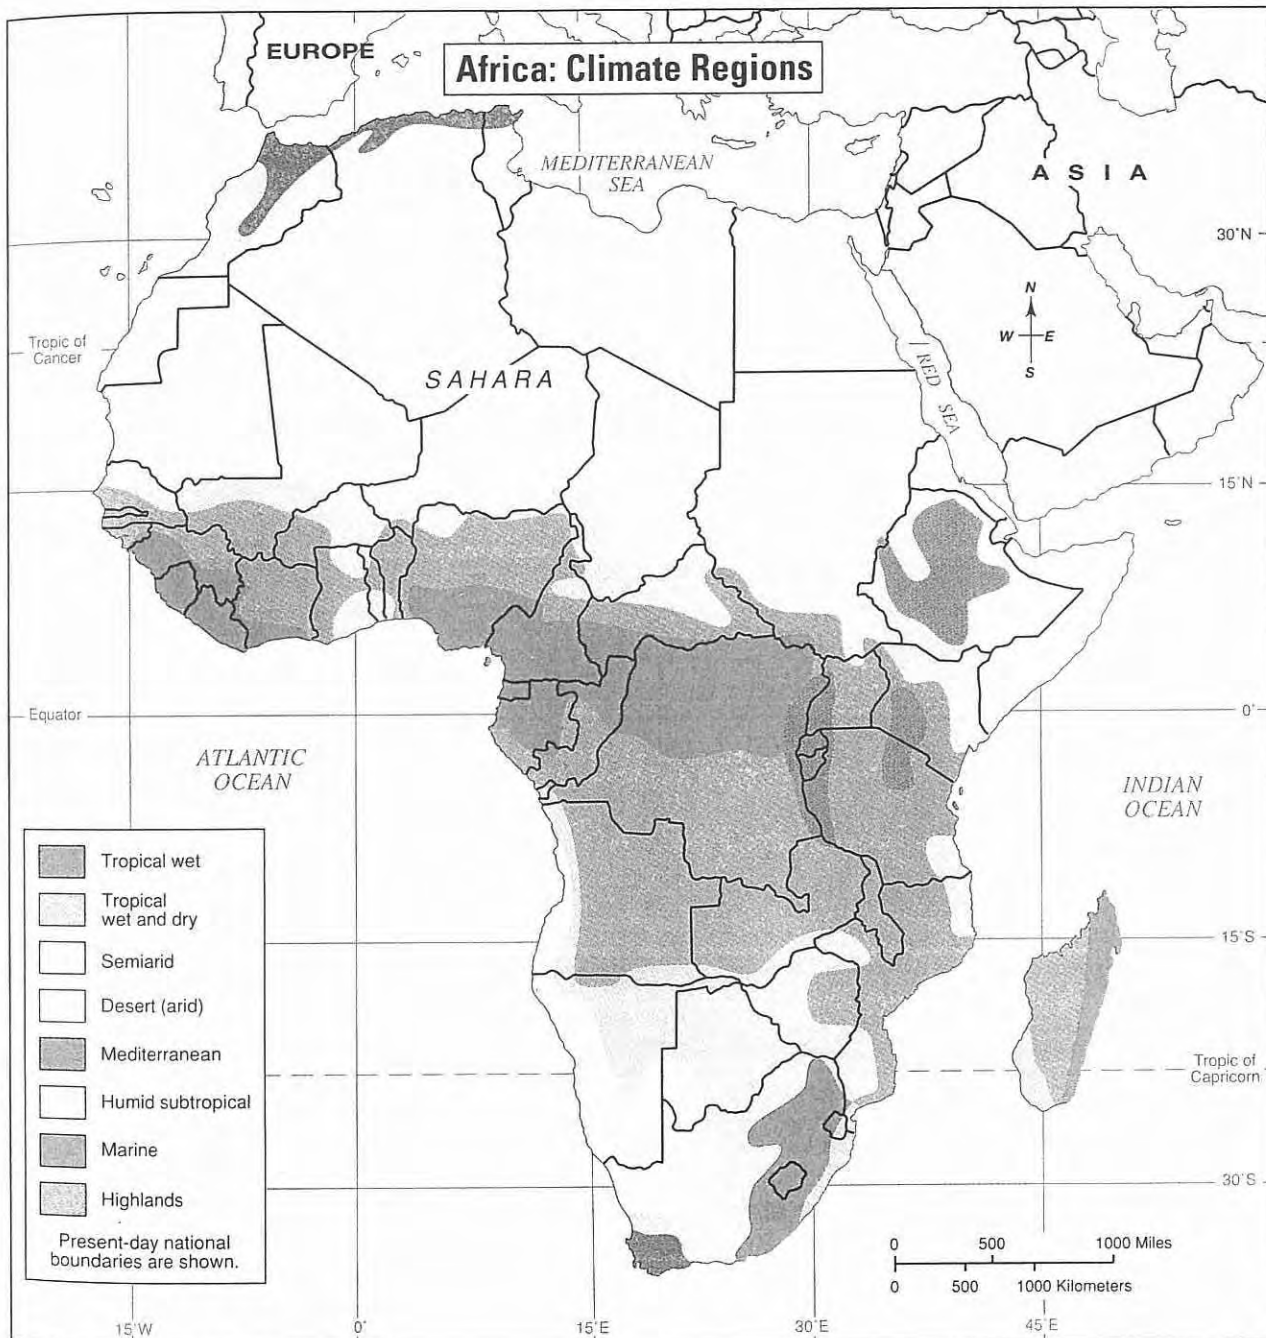 EUROPE
Africa: Climate Regions
MEDITERRANEAN
SEA
ASIA
30°N
N
W E
S
Tropic of
Cancer
SAHARA
RED SEA
15°N
Equator
0°
ATLANTIC
OCEAN
INDIAN
OCEAN
Tropical wet
Tropical
wet and dry
Semiarid
Desert (arid)
Mediterranean
Humid subtropical
Marine
Highlands
Present-day national
boundaries are shown.
15°S
Tropic of
Capricorn
30°S
0 500 1000 Miles
0 500 1000 Kilometers
15°W 0° 15°E 30°E 45°E